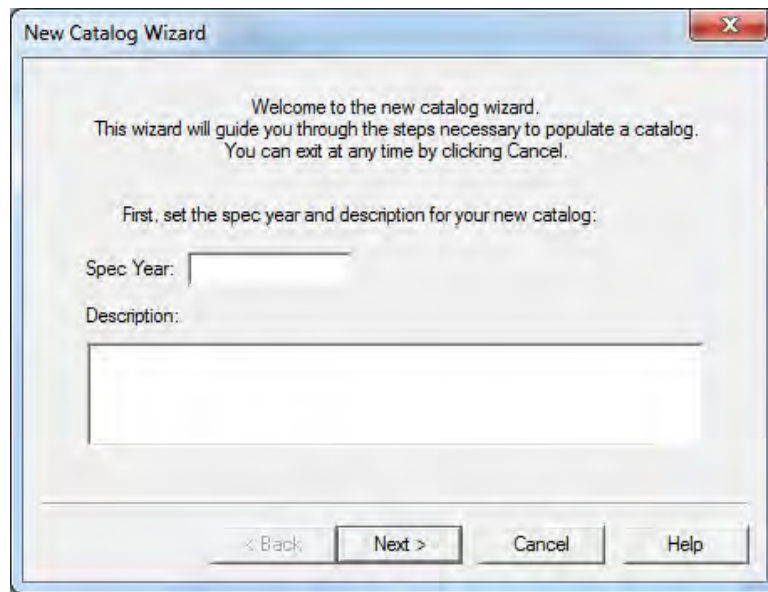 New Catalog Wizard
Welcome to the new catalog wizard.
This wizard will guide you through the steps necessary to populate a catalog.
You can exit at any time by clicking Cancel.
First, set the spec year and description for your new catalog:
Spec Year:
Description:
< Back
Next >
Cancel
Help